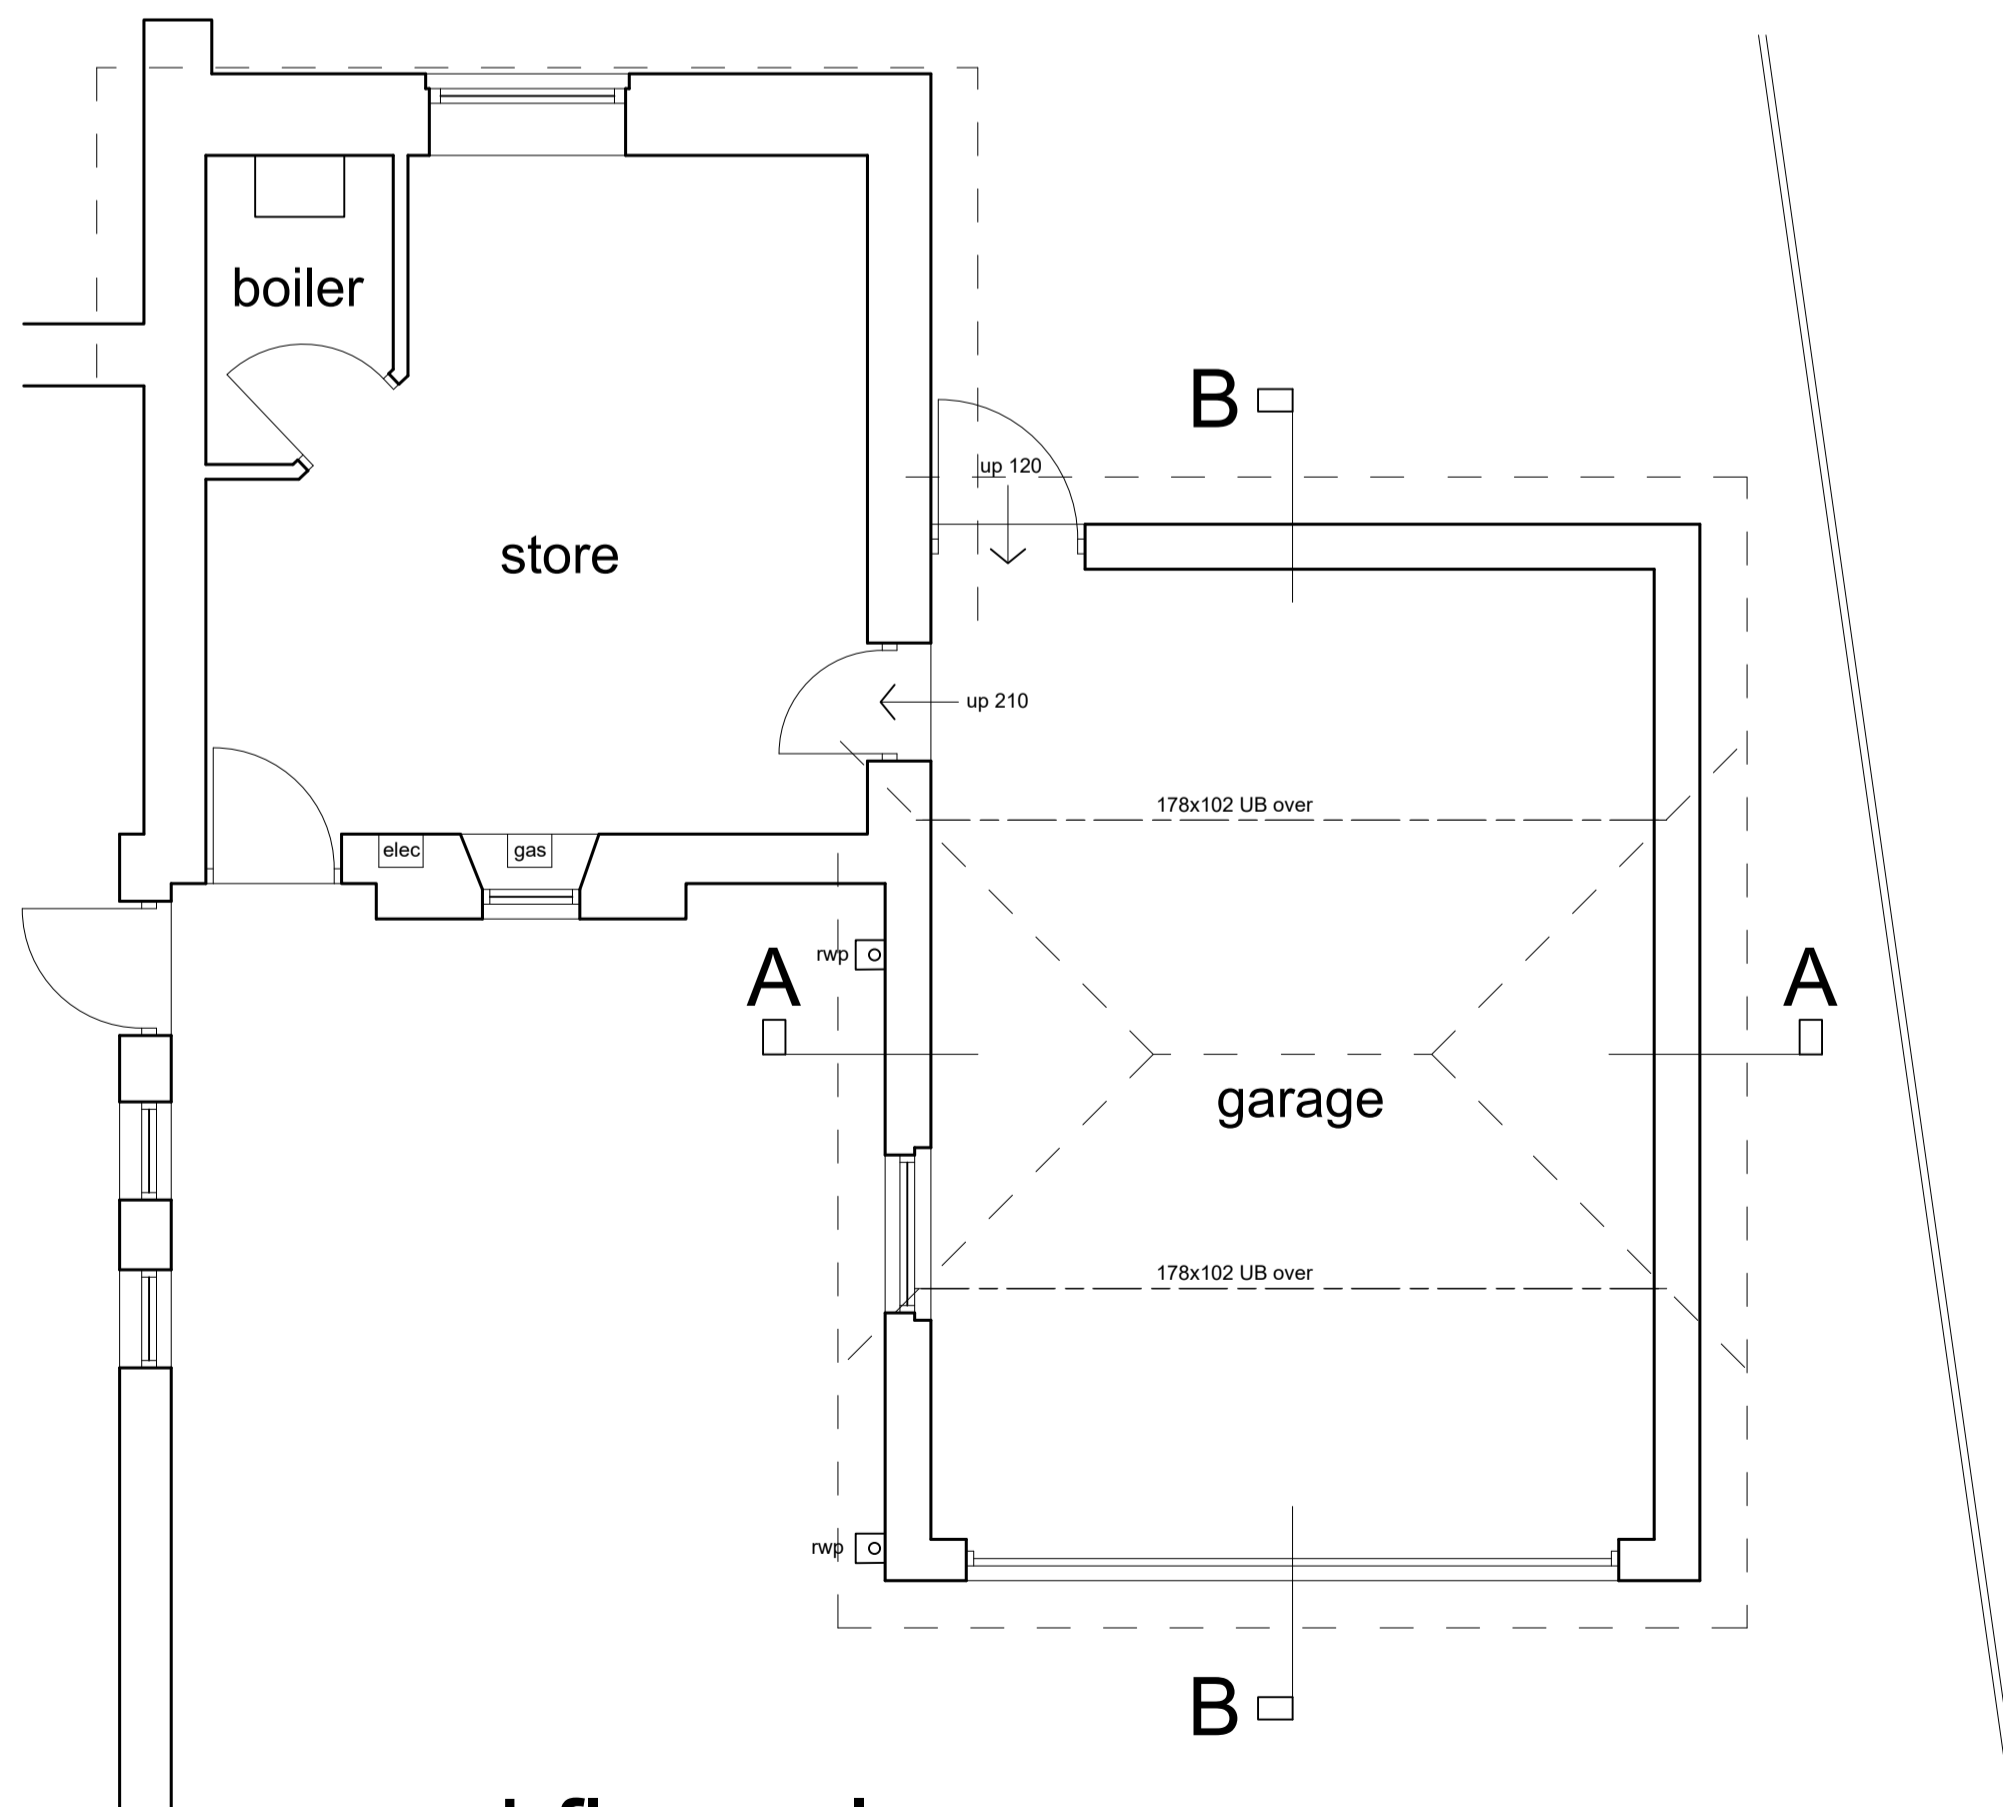 boiler
B
up 120
store
up 210
178x102 UB over
elec
gas
A
rwp
A
garage
178x102 UB over
rwp
B